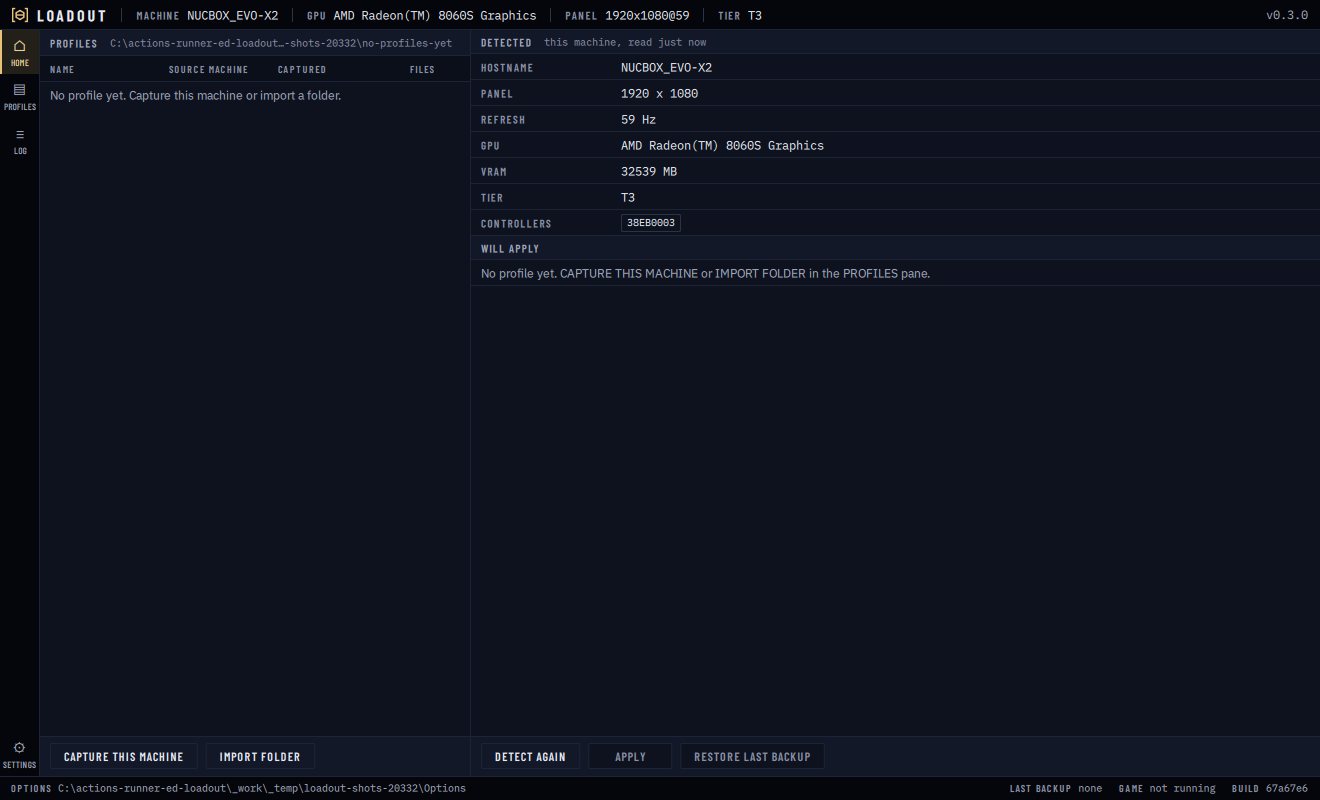 LOADOUT MACHINE NUCBOX_EVO-X2 GPU AMD Radeon(TM) 8060S Graphics PANEL 1920x1080@59 TIER T3 v0.3.0
HOME
PROFILES
LOG
SETTINGS
PROFILES C:\actions-runner-ed-loadout…-shots-20332\no-profiles-yet
NAME SOURCE MACHINE CAPTURED FILES
No profile yet. Capture this machine or import a folder.
CAPTURE THIS MACHINE IMPORT FOLDER
DETECTED this machine, read just now
HOSTNAME NUCBOX_EVO-X2
PANEL 1920 x 1080
REFRESH 59 Hz
GPU AMD Radeon(TM) 8060S Graphics
VRAM 32539 MB
TIER T3
CONTROLLERS 38EB0003
WILL APPLY
No profile yet. CAPTURE THIS MACHINE or IMPORT FOLDER in the PROFILES pane.
DETECT AGAIN APPLY RESTORE LAST BACKUP
OPTIONS C:\actions-runner-ed-loadout\_work\_temp\loadout-shots-20332\Options LAST BACKUP none GAME not running BUILD 67a67e6